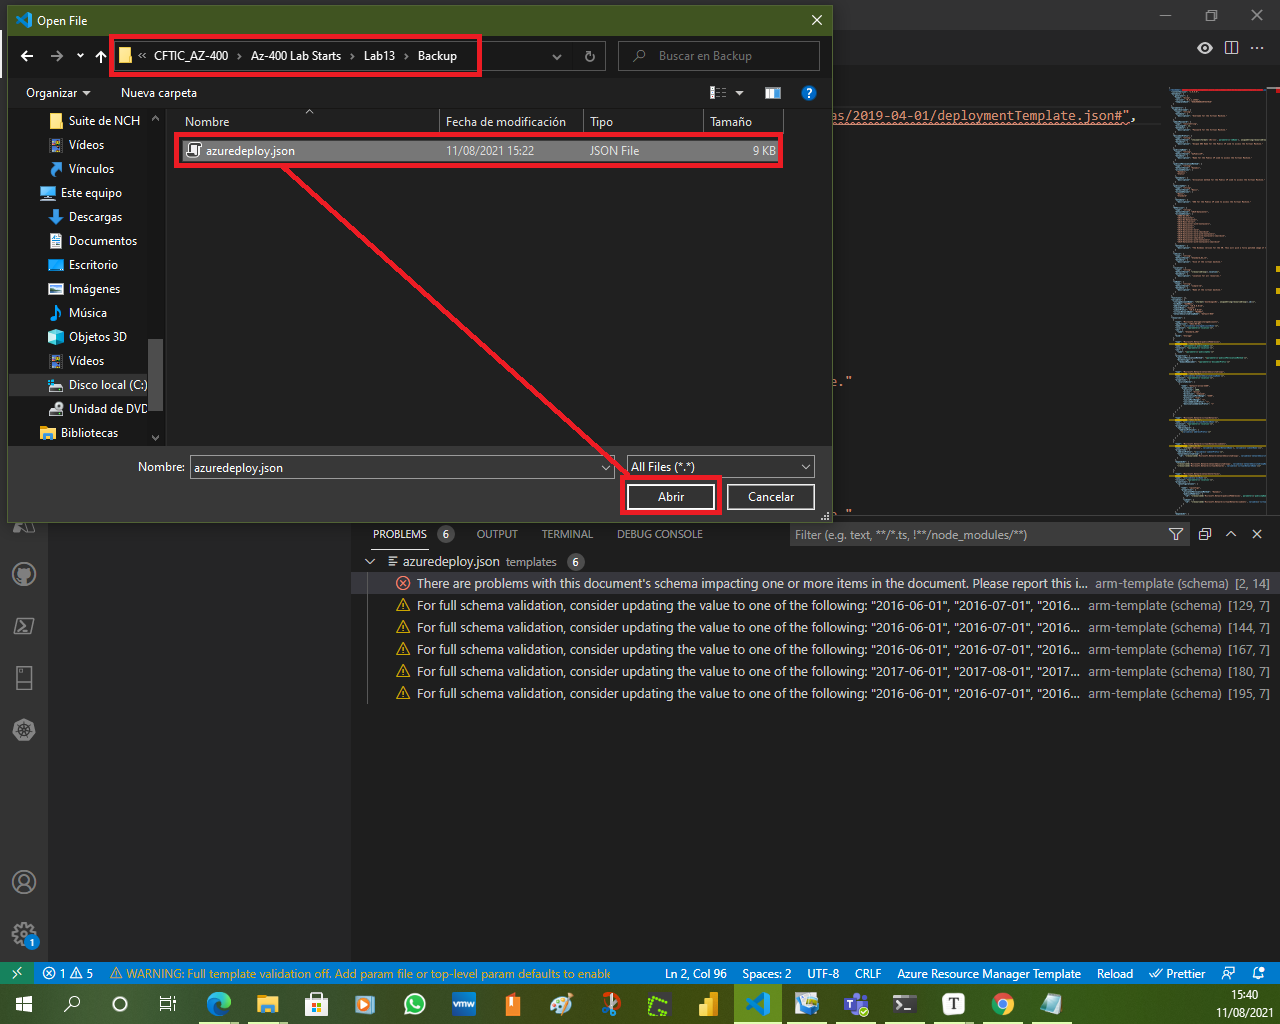 Open File
« CFTIC_AZ-400 › Az-400 Lab Starts › Lab13 › Backup
Buscar en Backup
Organizar
Nueva carpeta
Suite de NCH
Vídeos
Vínculos
Este equipo
Descargas
Documentos
Escritorio
Imágenes
Música
Objetos 3D
Vídeos
Disco local (C:)
Unidad de DVD
Bibliotecas
Nombre Fecha de modificación Tipo Tamaño
azuredeploy.json 11/08/2021 15:22 JSON File 9 KB
Nombre: azuredeploy.json All Files (*.*)
Abrir Cancelar
as/2019-04-01/deploymentTemplate.json#",
e."
."
PROBLEMS 6 OUTPUT TERMINAL DEBUG CONSOLE
Filter (e.g. text, **/*.ts, !**/node_modules/**)
azuredeploy.json templates 6
There are problems with this document's schema impacting one or more items in the document. Please report this i... arm-template (schema) [2, 14]
For full schema validation, consider updating the value to one of the following: "2016-06-01", "2016-07-01", "2016... arm-template (schema) [129, 7]
For full schema validation, consider updating the value to one of the following: "2016-06-01", "2016-07-01", "2016... arm-template (schema) [144, 7]
For full schema validation, consider updating the value to one of the following: "2016-06-01", "2016-07-01", "2016... arm-template (schema) [167, 7]
For full schema validation, consider updating the value to one of the following: "2017-06-01", "2017-08-01", "2017... arm-template (schema) [180, 7]
For full schema validation, consider updating the value to one of the following: "2016-06-01", "2016-07-01", "2016... arm-template (schema) [195, 7]
1
1 5 WARNING: Full template validation off. Add param file or top-level param defaults to enable
Ln 2, Col 96 Spaces: 2 UTF-8 CRLF Azure Resource Manager Template Reload Prettier
vmw
T
15:40
11/08/2021